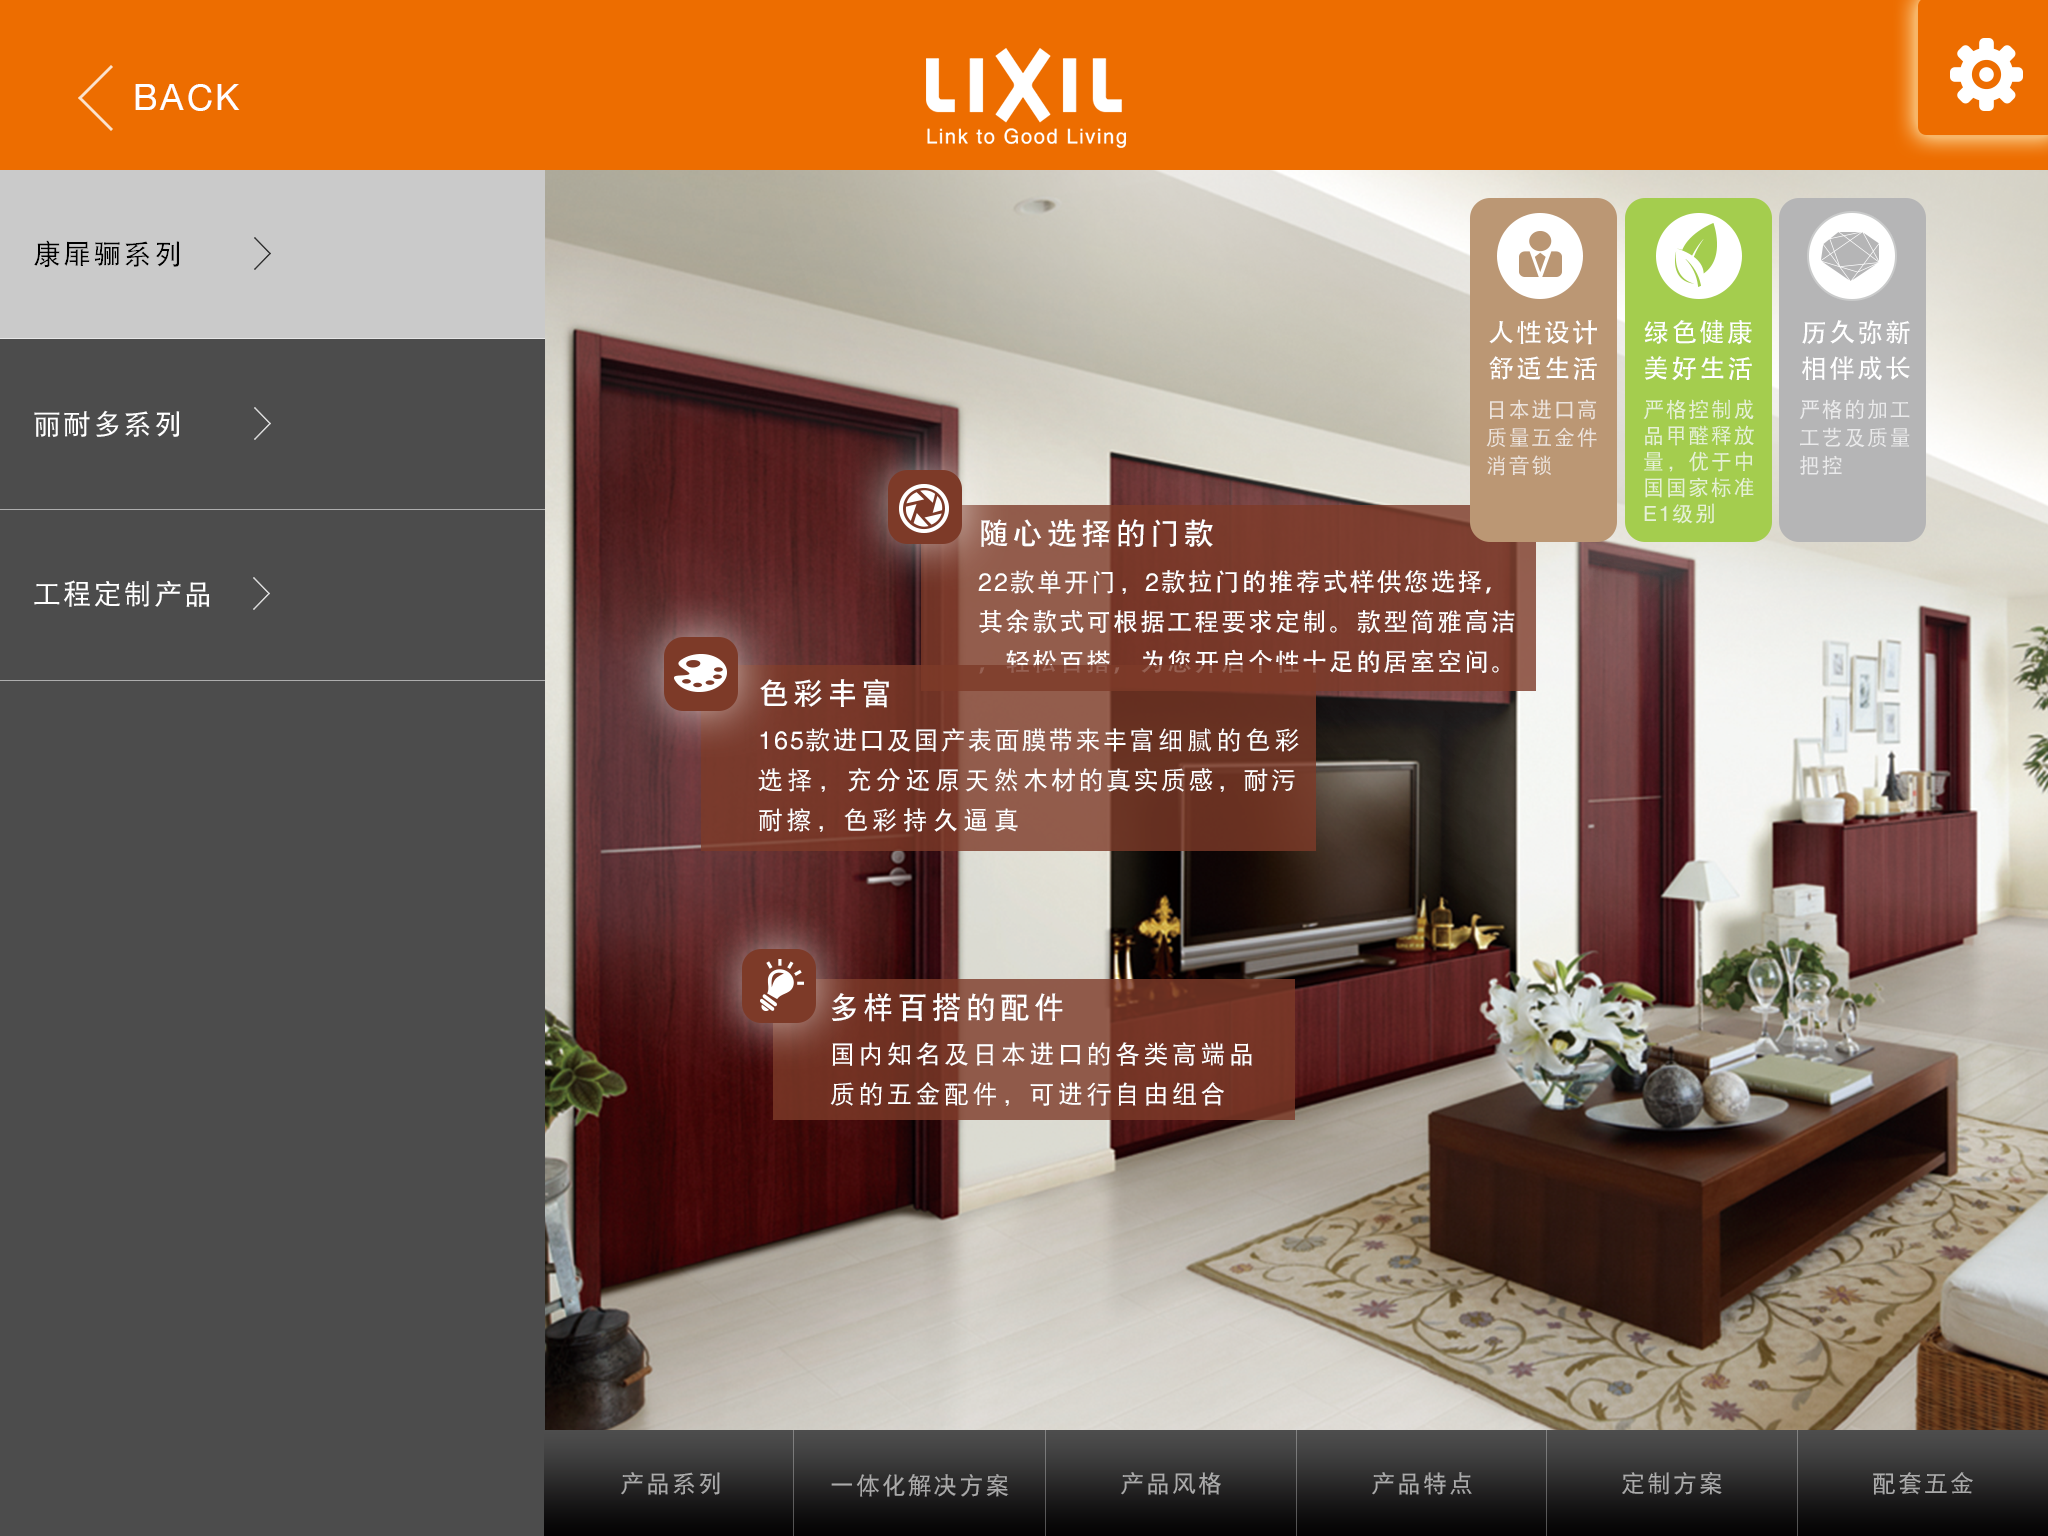 BACK
LIXIL
Link to Good Living
康屝骊系列
丽耐多系列
工程定制产品
人性设计
舒适生活
日本进口高
质量五金件
消音锁
绿色健康
美好生活
严格控制成
品甲醛释放
量，优于中
国国家标准
E1级别
历久弥新
相伴成长
严格的加工
工艺及质量
把控
随心选择的门款
22款单开门，2款拉门的推荐式样供您选择，
其余款式可根据工程要求定制。款型简雅高洁
，轻松百搭，为您开启个性十足的居室空间。
色彩丰富
165款进口及国产表面膜带来丰富细腻的色彩
选择，充分还原天然木材的真实质感，耐污
耐擦，色彩持久逼真
多样百搭的配件
国内知名及日本进口的各类高端品
质的五金配件，可进行自由组合
产品系列
一体化解决方案
产品风格
产品特点
定制方案
配套五金